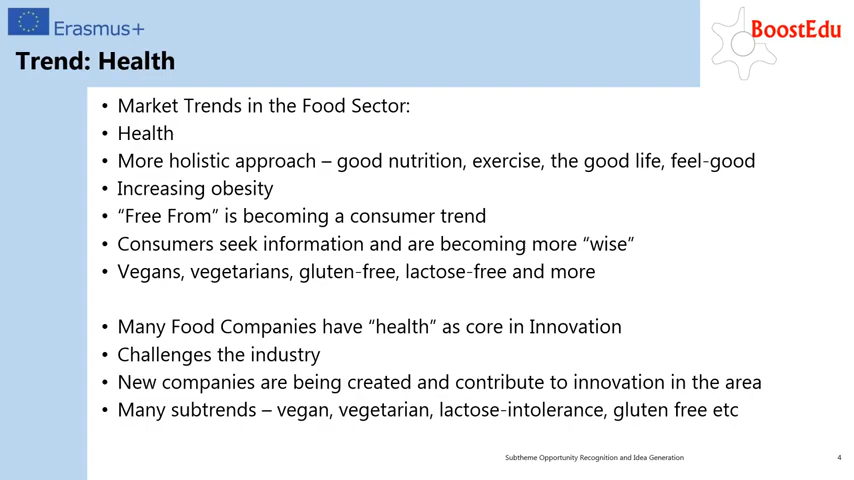 Erasmus+
BoostEdu
Trend: Health
• Market Trends in the Food Sector:
• Health
• More holistic approach – good nutrition, exercise, the good life, feel-good
• Increasing obesity
• “Free From” is becoming a consumer trend
• Consumers seek information and are becoming more “wise”
• Vegans, vegetarians, gluten-free, lactose-free and more
• Many Food Companies have “health” as core in Innovation
• Challenges the industry
• New companies are being created and contribute to innovation in the area
• Many subtrends – vegan, vegetarian, lactose-intolerance, gluten free etc
Subtheme Opportunity Recognition and Idea Generation
4